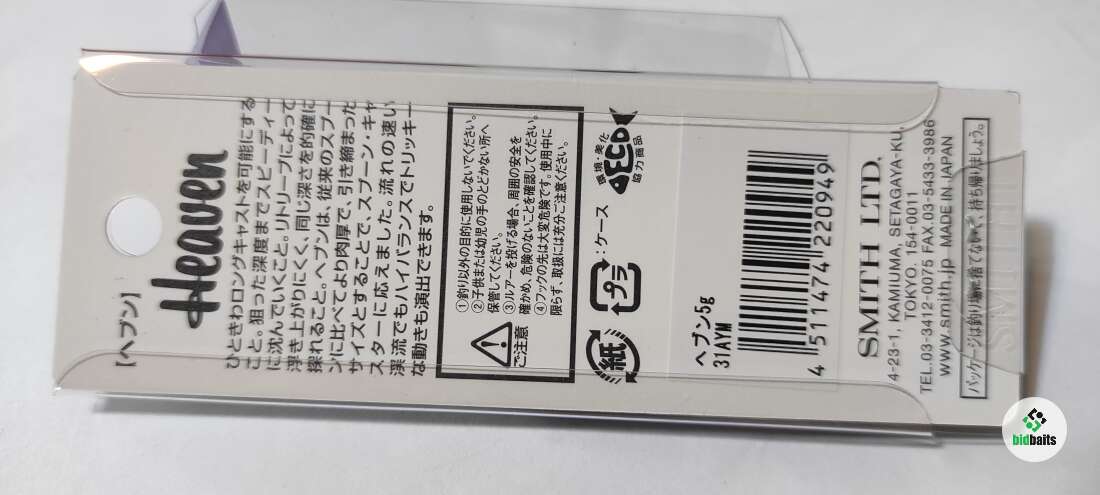 【ヘブン】
Heaven
ひときわロングキャストを可能にする
こと、狙った深度までスピーディー
に沈んでいくこと。リトリーブによって
浮き上がりにくく、同じ深さを的確に
探れること。ヘブンは、従来のスプー
ンに比べてより肉厚で、引き締まった
サイズとすることで、スプーン・キャ
スターに応えました。流れの速い
渓流でもハイバランスでトリッキー
な動きも演出できます。
ご注意
①釣り以外の目的に使用しないでください。
②子供または幼児の手のとどかない所へ
保管してください。
③ルアーを投げる場合、周囲の安全を
確かめ、危険のないことを確認してください。
④フックの先は大変危険です。使用中に
限らず、取扱には充分ご注意ください。
紙
プラ
:ケース
環境・美化
ECO
協力商品
ヘブン5g
31AYM
4 511474 220949
SMITH LTD.
4-23-1, KAMIUMA, SETAGAYA-KU,
TOKYO. 154-0011
TEL.03-3412-0075 FAX.03-5433-3986
www.smith.jp MADE IN JAPAN
パッケージは釣り場に捨てないで、持ち帰りましょう。
bidbaits